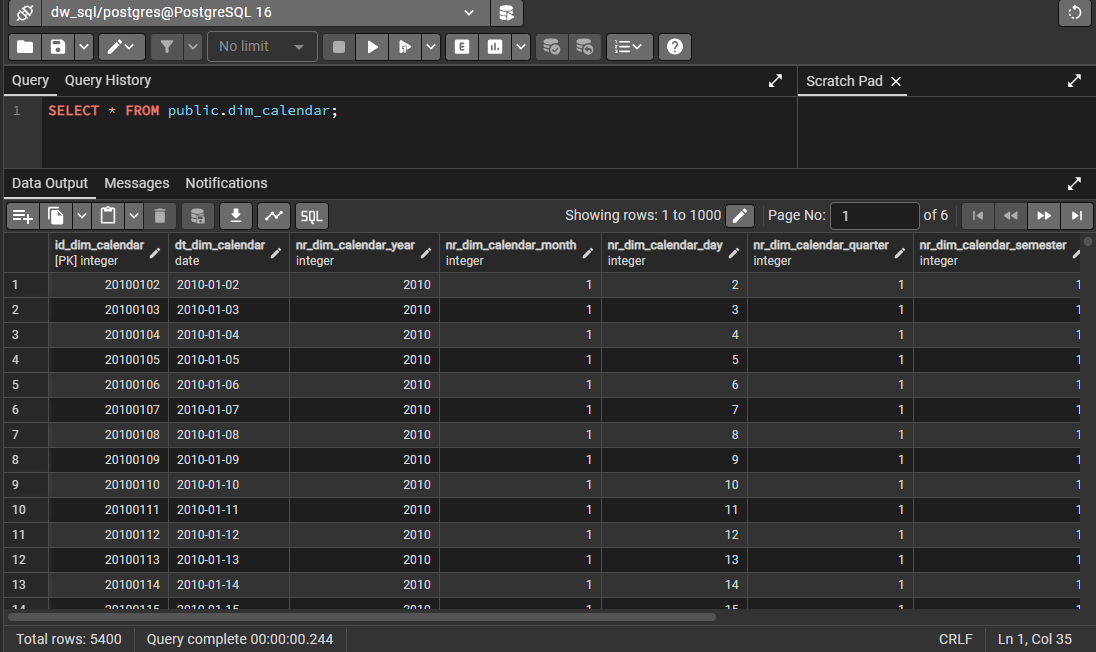 dw_sql/postgres@PostgreSQL 16
No limit
E
Query Query History
Scratch Pad
1 SELECT * FROM public.dim_calendar;
Data Output Messages Notifications
SQL Showing rows: 1 to 1000 Page No: 1 of 6
id_dim_calendar dt_dim_calendar nr_dim_calendar_year nr_dim_calendar_month nr_dim_calendar_day nr_dim_calendar_quarter nr_dim_calendar_semester
[PK] integer date integer integer integer integer integer
1 20100102 2010-01-02 2010 1 2 1 1
2 20100103 2010-01-03 2010 1 3 1 1
3 20100104 2010-01-04 2010 1 4 1 1
4 20100105 2010-01-05 2010 1 5 1 1
5 20100106 2010-01-06 2010 1 6 1 1
6 20100107 2010-01-07 2010 1 7 1 1
7 20100108 2010-01-08 2010 1 8 1 1
8 20100109 2010-01-09 2010 1 9 1 1
9 20100110 2010-01-10 2010 1 10 1 1
10 20100111 2010-01-11 2010 1 11 1 1
11 20100112 2010-01-12 2010 1 12 1 1
12 20100113 2010-01-13 2010 1 13 1 1
13 20100114 2010-01-14 2010 1 14 1 1
14 20100115 2010-01-15 2010 1 15 1 1
Total rows: 5400 Query complete 00:00:00.244 CRLF Ln 1, Col 35